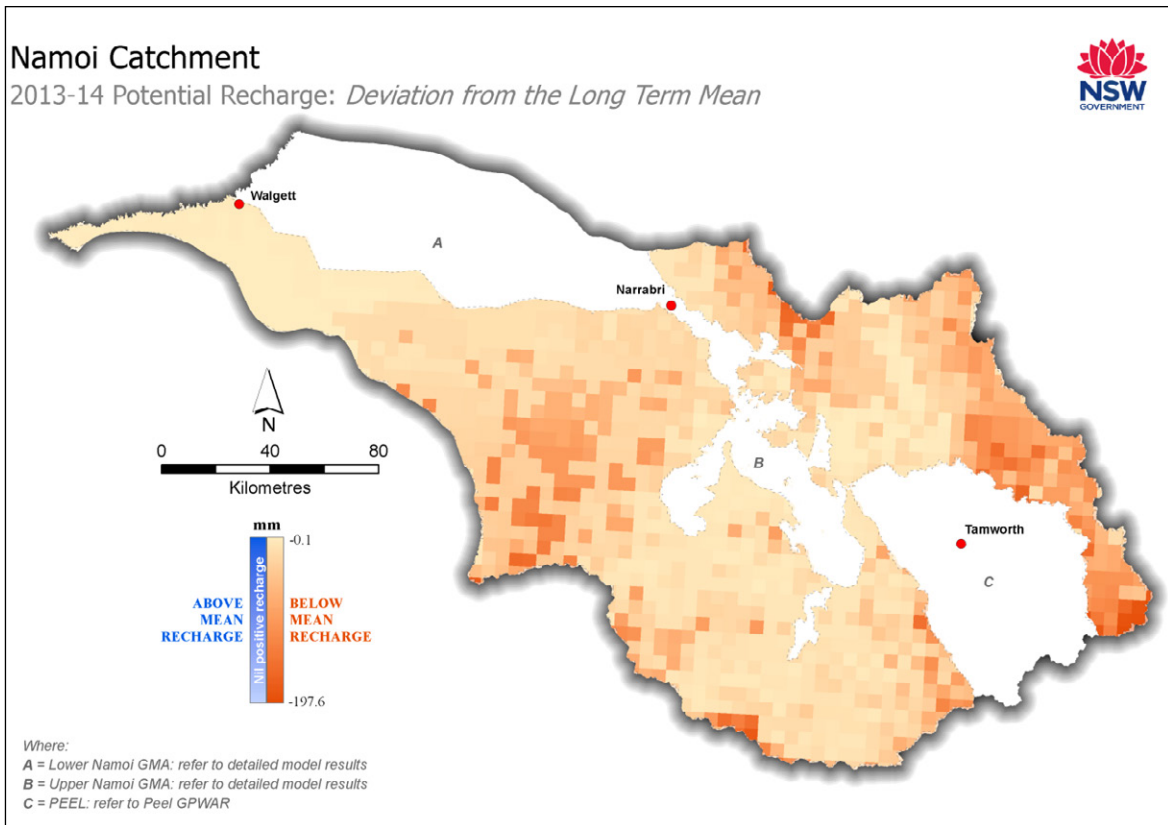 Namoi Catchment
2013-14 Potential Recharge: Deviation from the Long Term Mean
NSW
GOVERNMENT
Walgett
A
Narrabri
N
0 40 80
Kilometres
B
Tamworth
C
mm
-0.1
Nil positive recharge
ABOVE
MEAN
RECHARGE
BELOW
MEAN
RECHARGE
-197.6
Where:
A = Lower Namoi GMA: refer to detailed model results
B = Upper Namoi GMA: refer to detailed model results
C = PEEL: refer to Peel GPWAR